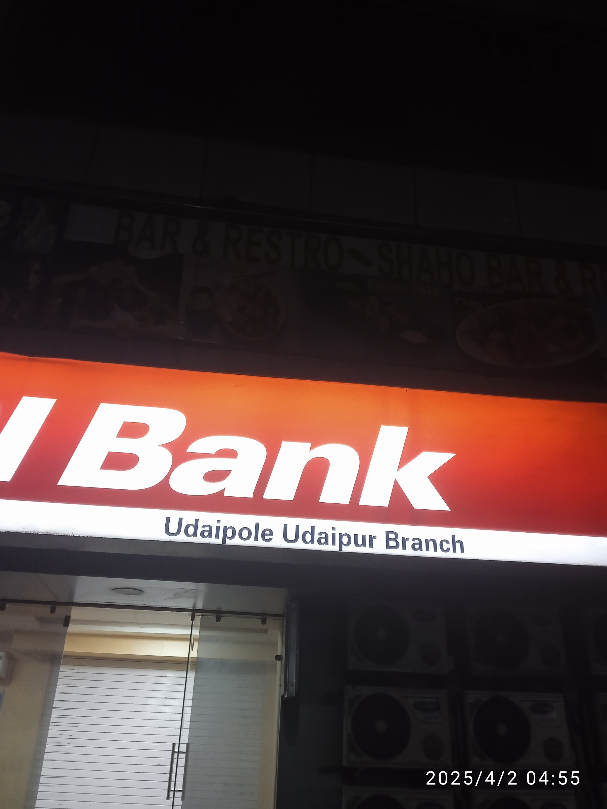 BAR & RESTRO SHAHO BAR & R
I Bank
Udaipole Udaipur Branch
2025/4/2 04:55